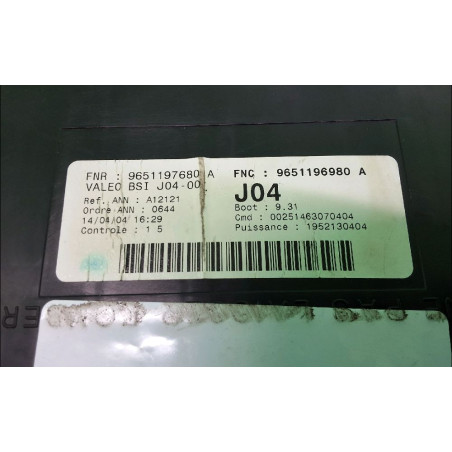 FNR : 9651197680 A
FNC : 9651196980 A
VALEO BSI J04-00
J04
Ref. ANN : A12121
Boot : 9.31
Ordre ANN : 0644
Cmd : 00251463070404
14/04/04 16:29
Puissance : 1952130404
Controle : 1 5